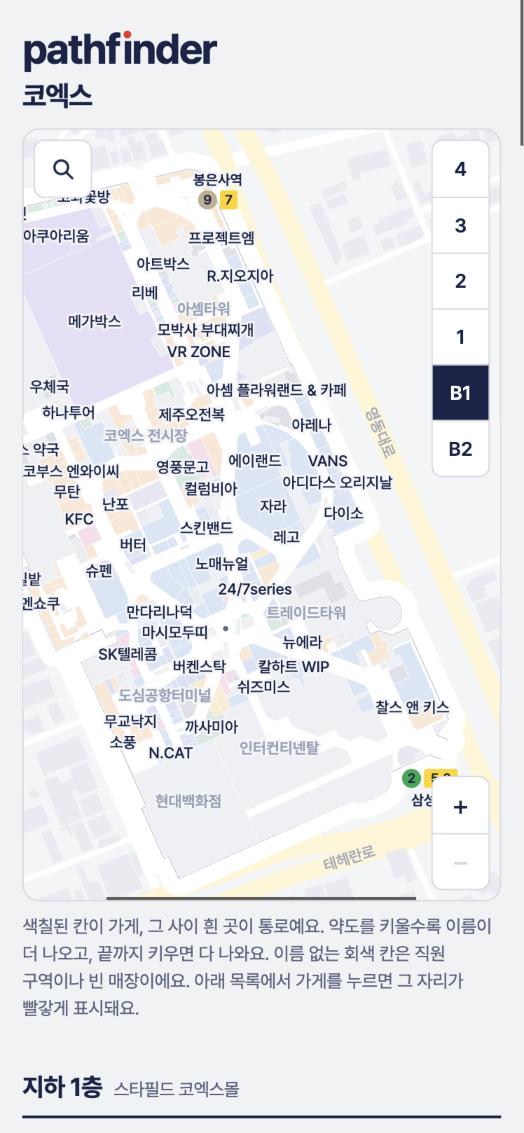 pathfinder
코엑스
봉은사역
9 7
아쿠아리움
프로젝트엠
아트박스
R.지오지아
리베
아셈타워
메가박스
모박사 부대찌개
VR ZONE
우체국
아셈 플라워랜드 & 카페
하나투어
제주오전복
아레나
영동대로
코엑스 전시장
약국
코부스 엔와이씨
영풍문고
에이랜드
VANS
무탄
컬럼비아
아디다스 오리지날
난포
자라
다이소
KFC
스킨밴드
레고
버터
노매뉴얼
슈펜
24/7series
만다리나덕
트레이드타워
마시모두띠
뉴에라
SK텔레콤
버켄스탁
칼하트 WIP
쉬즈미스
도심공항터미널
찰스 앤 키스
무교낙지
까사미아
소풍
인터컨티넨탈
N.CAT
2
현대백화점
테헤란로
4
3
2
1
B1
B2
+
−
색칠된 칸이 가게, 그 사이 흰 곳이 통로예요. 약도를 키울수록 이름이
더 나오고, 끝까지 키우면 다 나와요. 이름 없는 회색 칸은 직원
구역이나 빈 매장이에요. 아래 목록에서 가게를 누르면 그 자리가
빨갛게 표시돼요.
지하 1층 스타필드 코엑스몰